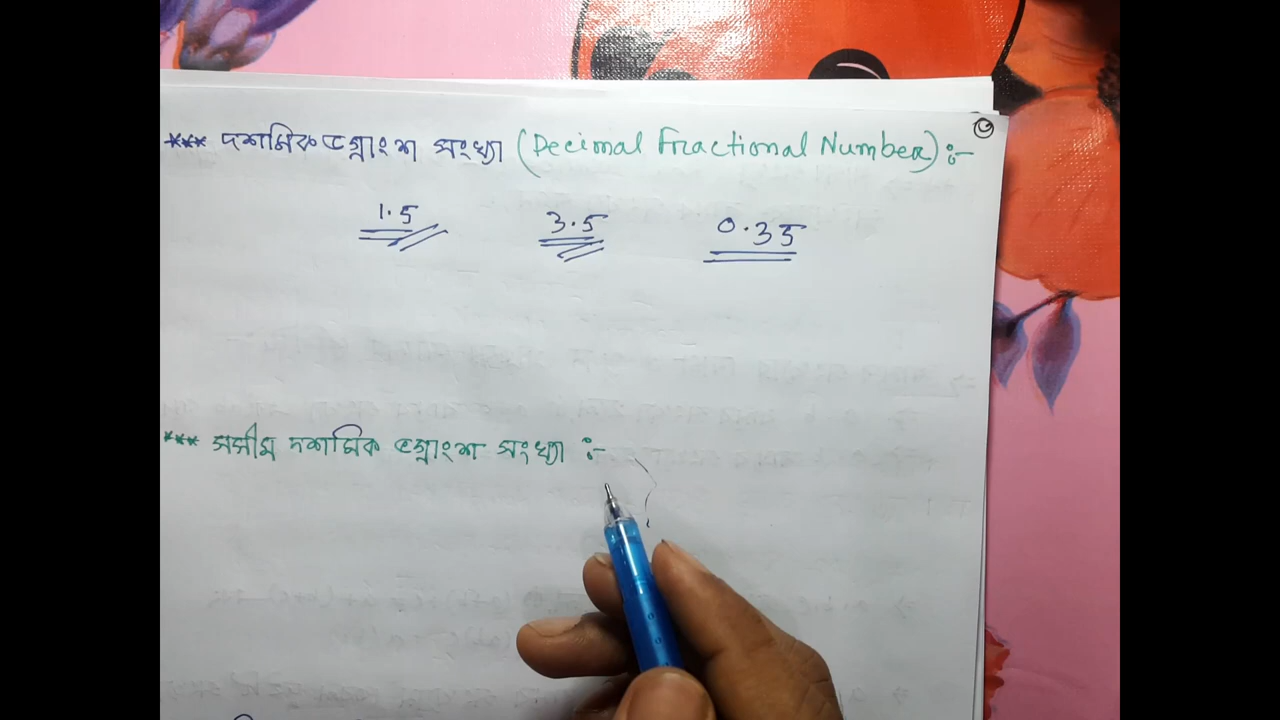 *** দশমিক ভগ্নাংশ সংখ্যা (Decimal Fractional Number) :-
1.5 3.5 0.35
*** সসীম দশমিক ভগ্নাংশ সংখ্যা :-